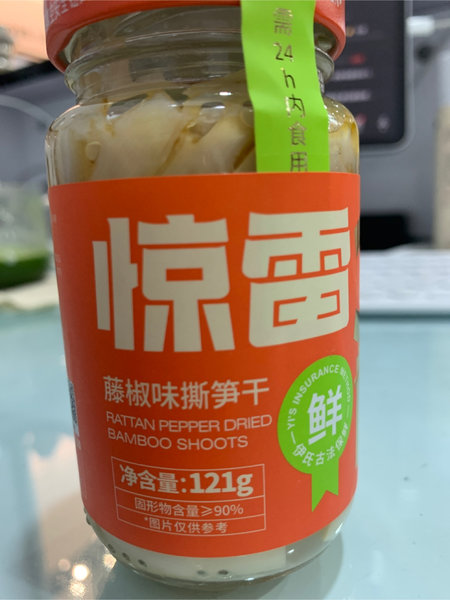 需24h内食用
惊雷
藤椒味撕笋干
RATTAN PEPPER DRIED
BAMBOO SHOOTS
YI'S INSURANCE METHOD
鲜
伊氏古法保鲜
净含量:121g
固形物含量≥90%
*图片仅供参考